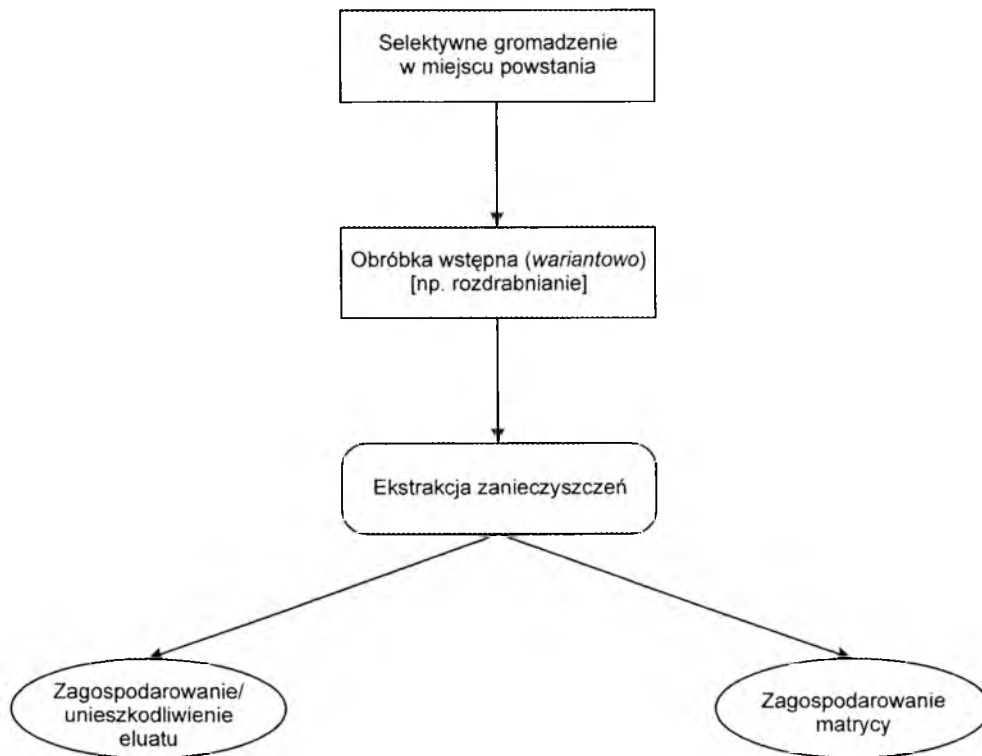 Selektywne gromadzenie
w miejscu powstania
Obróbka wstępna (wariantowo)
[np. rozdrabnianie]
Ekstrakcja zanieczyszczeń
Zagospodarowanie/
unieszkodliwienie
eluatu
Zagospodarowanie
matrycy